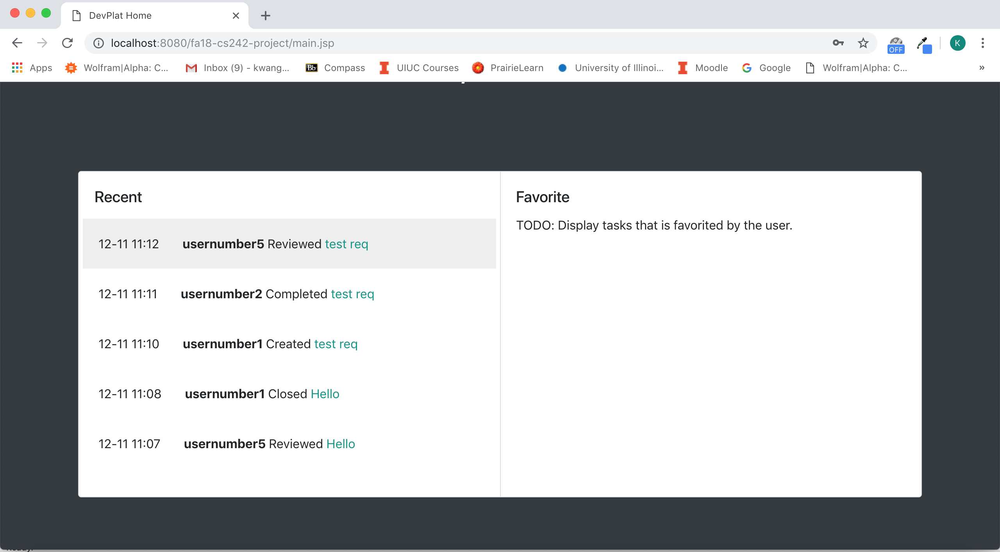 DevPlat Home
localhost:8080/fa18-cs242-project/main.jsp
OFF
K
Apps
Wolfram|Alpha: C...
Inbox (9) - kwang...
Bb
Compass
UIUC Courses
PrairieLearn
University of Illinoi...
Moodle
Google
Wolfram|Alpha: C...
»
Recent
12-11 11:12 usernumber5 Reviewed test req
12-11 11:11 usernumber2 Completed test req
12-11 11:10 usernumber1 Created test req
12-11 11:08 usernumber1 Closed Hello
12-11 11:07 usernumber5 Reviewed Hello
Favorite
TODO: Display tasks that is favorited by the user.